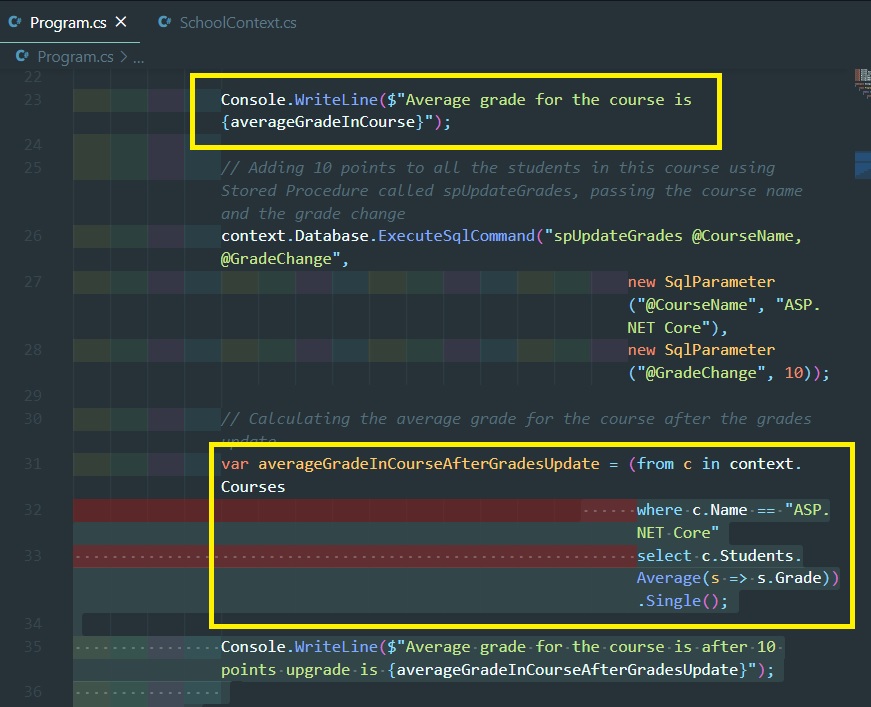 C# Program.cs ×
C# SchoolContext.cs
C# Program.cs > ...
22
23 Console.WriteLine($"Average grade for the course is
{averageGradeInCourse}");
24
25 // Adding 10 points to all the students in this course using
Stored Procedure called spUpdateGrades, passing the course name
and the grade change
26 context.Database.ExecuteSqlCommand("spUpdateGrades @CourseName,
@GradeChange",
27 new SqlParameter
("@CourseName", "ASP.
NET Core"),
28 new SqlParameter
("@GradeChange", 10));
29
30 // Calculating the average grade for the course after the grades
update
31 var averageGradeInCourseAfterGradesUpdate = (from c in context.
Courses
32 where c.Name == "ASP.
NET Core"
33 select c.Students.
Average(s => s.Grade))
.Single();
34
35 Console.WriteLine($"Average grade for the course is after 10
points upgrade is {averageGradeInCourseAfterGradesUpdate}");
36